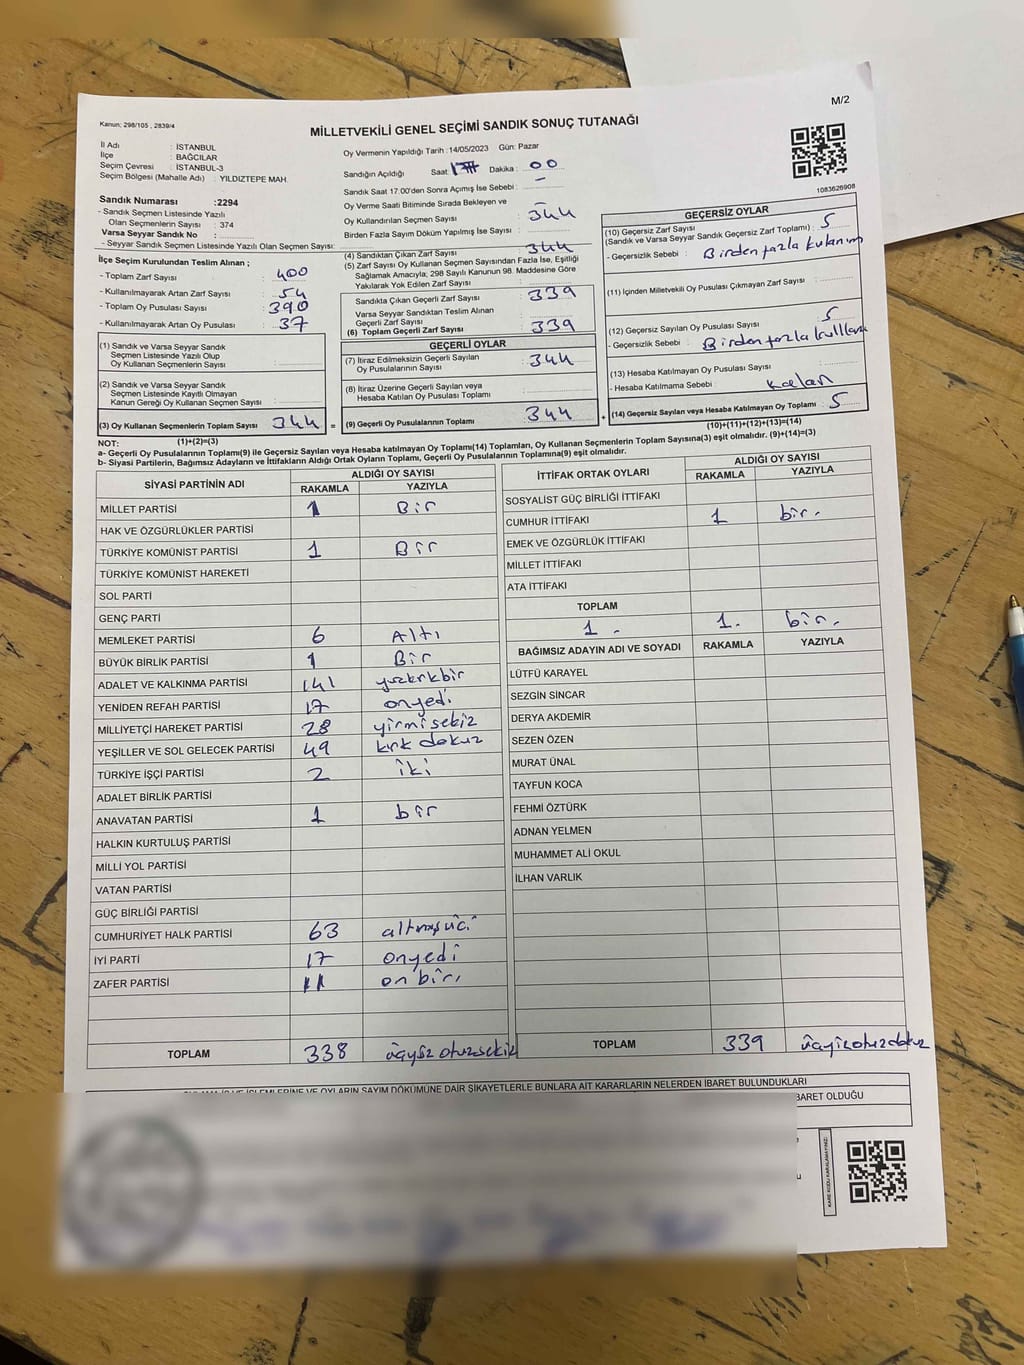 M/2
Kanun; 298/105 , 2839/4
MİLLETVEKİLİ GENEL SEÇİMİ SANDIK SONUÇ TUTANAĞI
İl Adı : İSTANBUL
İlçe : BAĞCILAR
Seçim Çevresi : İSTANBUL-3
Seçim Bölgesi (Mahalle Adı) : YILDIZTEPE MAH.
Sandık Numarası :2294
- Sandık Seçmen Listesinde Yazılı
Olan Seçmenlerin Sayısı : 374
Varsa Seyyar Sandık No :
- Seyyar Sandık Seçmen Listesinde Yazılı Olan Seçmen Sayısı:
İlçe Seçim Kurulundan Teslim Alınan ;
- Toplam Zarf Sayısı : 400
- Kullanılmayarak Artan Zarf Sayısı : 54
- Toplam Oy Pusulası Sayısı : 390
- Kullanılmayarak Artan Oy Pusulası : 37
(1) Sandık ve Varsa Seyyar Sandık
Seçmen Listesinde Yazılı Olup
Oy Kullanan Seçmenlerin Sayısı :
(2) Sandık ve Varsa Seyyar Sandık
Seçmen Listesinde Kayıtlı Olmayan
Kanun Gereği Oy Kullanan Seçmen Sayısı :
(3) Oy Kullanan Seçmenlerin Toplam Sayısı : 344
(1)+(2)=(3)
Oy Vermenin Yapıldığı Tarih :14/05/2023 Gün: Pazar
Sandığın Açıldığı Saat: Dakika : 00
Sandık Saat 17.00'den Sonra Açımış İse Sebebi : -
Oy Verme Saati Bitiminde Sırada Bekleyen ve
Oy Kullandırılan Seçmen Sayısı : 344
Birden Fazla Sayım Döküm Yapılmış İse Sayısı :
(4) Sandıktan Çıkan Zarf Sayısı : 344
(5) Zarf Sayısı Oy Kullanan Seçmen Sayısından Fazla İse, Eşitliği
Sağlamak Amacıyla; 298 Sayılı Kanunun 98. Maddesine Göre
Yakılarak Yok Edilen Zarf Sayısı :
Sandıkta Çıkan Geçerli Zarf Sayısı : 339
Varsa Seyyar Sandıktan Teslim Alınan
Geçerli Zarf Sayısı :
(6) Toplam Geçerli Zarf Sayısı : 339
GEÇERLİ OYLAR
(7) İtiraz Edilmeksizin Geçerli Sayılan
Oy Pusulalarının Sayısı : 344
(8) İtiraz Üzerine Geçerli Sayılan veya
Hesaba Katılan Oy Pusulası Toplamı :
= (9) Geçerli Oy Pusulalarının Toplamı : 344 +
1083626908
GEÇERSİZ OYLAR
(10) Geçersiz Zarf Sayısı
(Sandık ve Varsa Seyyar Sandık Geçersiz Zarf Toplamı) : 5
- Geçersizlik Sebebi : Birden fazla kulanım
(11) İçinden Milletvekili Oy Pusulası Çıkmayan Zarf Sayısı :
(12) Geçersiz Sayılan Oy Pusulası Sayısı : 5
- Geçersizlik Sebebi : Birden fazla kullanı
(13) Hesaba Katılmayan Oy Pusulası Sayısı :
- Hesaba Katılmama Sebebi : kalan
(14) Geçersiz Sayılan veya Hesaba Katılmayan Oy Toplamı : 5
(10)+(11)+(12)+(13)=(14)
NOT:
a- Geçerli Oy Pusulalarının Toplamı(9) ile Geçersiz Sayılan veya Hesaba katılmayan Oy Toplamı(14) Toplamları, Oy Kullanan Seçmenlerin Toplam Sayısına(3) eşit olmalıdır. (9)+(14)=(3)
b- Siyasi Partilerin, Bağımsız Adayların ve İttifakların Aldığı Ortak Oyların Toplamı, Geçerli Oy Pusulalarının Toplamına(9) eşit olmalıdır.
SİYASİ PARTİNİN ADI ALDIĞI OY SAYISI
RAKAMLA YAZIYLA
MİLLET PARTİSİ 1 Bir
HAK VE ÖZGÜRLÜKLER PARTİSİ
TÜRKİYE KOMÜNİST PARTİSİ 1 Bir
TÜRKİYE KOMÜNİST HAREKETİ
SOL PARTİ
GENÇ PARTİ
MEMLEKET PARTİSİ 6 Altı
BÜYÜK BİRLİK PARTİSİ 1 Bir
ADALET VE KALKINMA PARTİSİ 141 yüzkırkbir
YENİDEN REFAH PARTİSİ 17 onyedi
MİLLİYETÇİ HAREKET PARTİSİ 28 yirmisekiz
YEŞİLLER VE SOL GELECEK PARTİSİ 49 kırk dokuz
TÜRKİYE İŞÇİ PARTİSİ 2 iki
ADALET BİRLİK PARTİSİ
ANAVATAN PARTİSİ 1 bir
HALKIN KURTULUŞ PARTİSİ
MİLLİ YOL PARTİSİ
VATAN PARTİSİ
GÜÇ BİRLİĞİ PARTİSİ
CUMHURİYET HALK PARTİSİ 63 altmışüç
İYİ PARTİ 17 onyedi
ZAFER PARTİSİ 11 on bir
TOPLAM 338 üçyüzotuzsekiz
İTTİFAK ORTAK OYLARI ALDIĞI OY SAYISI
RAKAMLA YAZIYLA
SOSYALİST GÜÇ BİRLİĞİ İTTİFAKI
CUMHUR İTTİFAKI 1 bir.
EMEK VE ÖZGÜRLÜK İTTİFAKI
MİLLET İTTİFAKI
ATA İTTİFAKI
TOPLAM
1. 1. bir.
BAĞIMSIZ ADAYIN ADI VE SOYADI RAKAMLA YAZIYLA
LÜTFÜ KARAYEL
SEZGİN SİNCAR
DERYA AKDEMİR
SEZEN ÖZEN
MURAT ÜNAL
TAYFUN KOCA
FEHMİ ÖZTÜRK
ADNAN YELMEN
MUHAMMET ALİ OKUL
İLHAN VARLIK
TOPLAM 339 üçyüzotuzdokuz
OYLARIN SAYIM DÖKÜMÜNE DAİR ŞİKAYETLERLE BUNLARA AİT KARARLARIN NELERDEN İBARET BULUNDUKLARI
BARET OLDUĞU